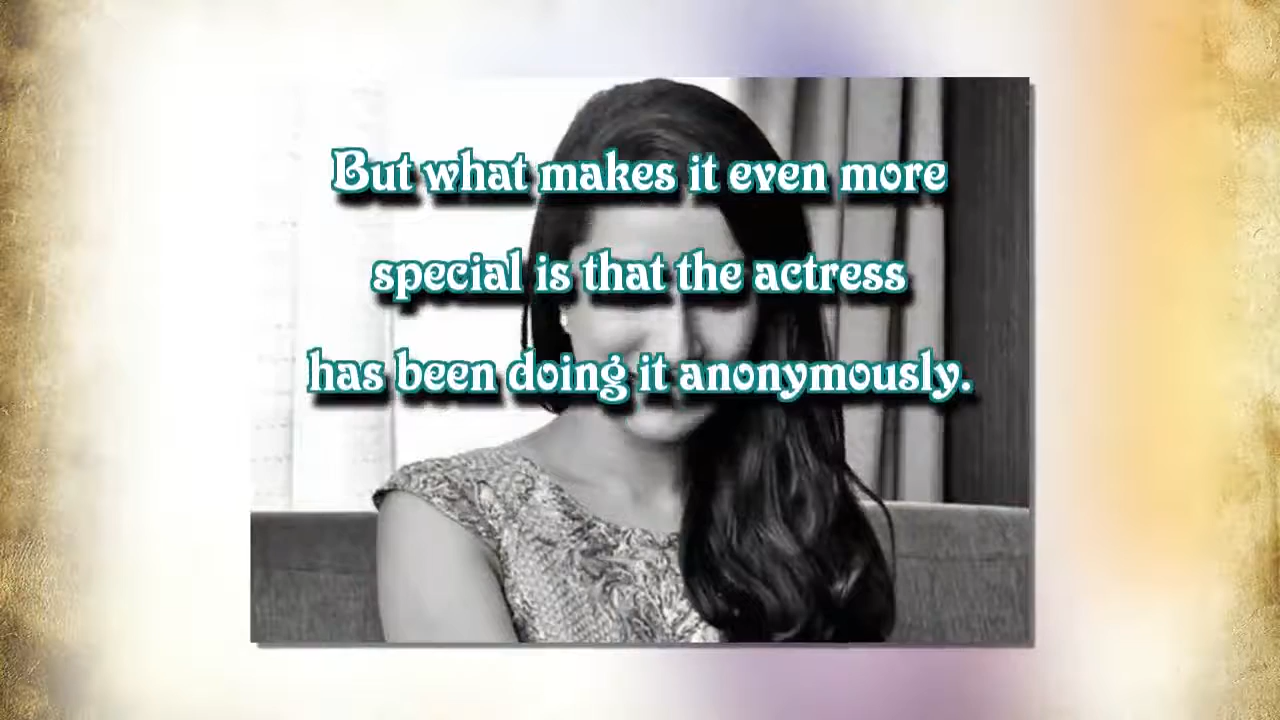 But what makes it even more
special is that the actress
has been doing it anonymously.